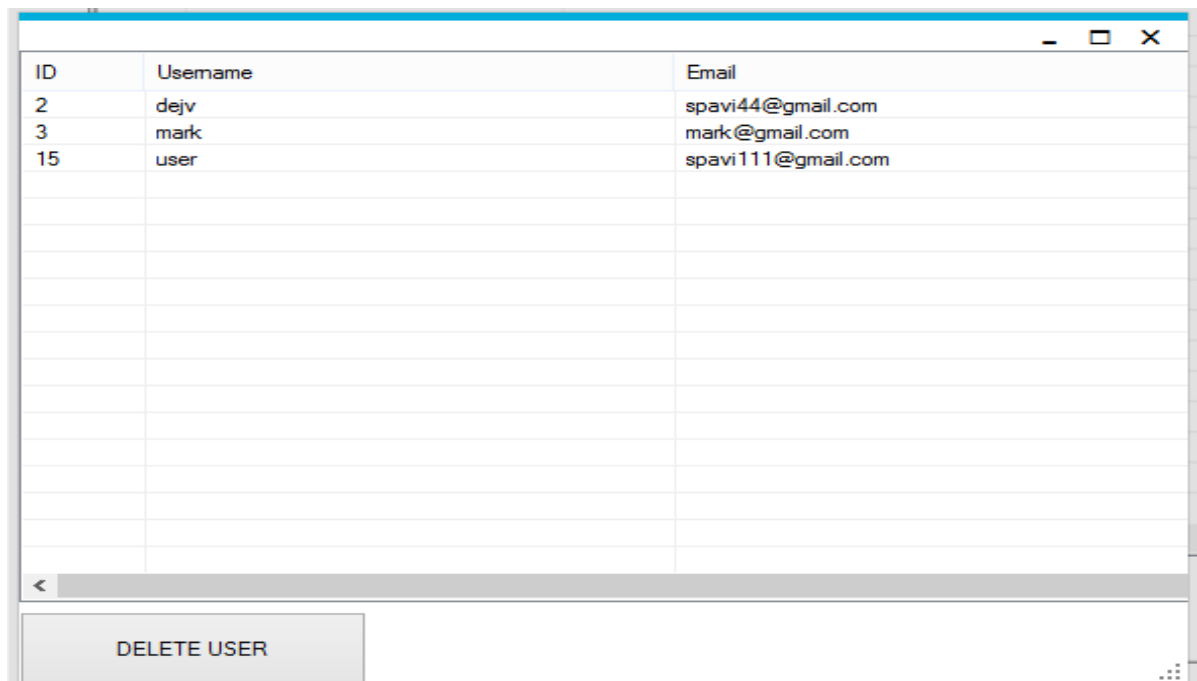 ID Username Email
2 dejv spavi44@gmail.com
3 mark mark@gmail.com
15 user spavi111@gmail.com
DELETE USER